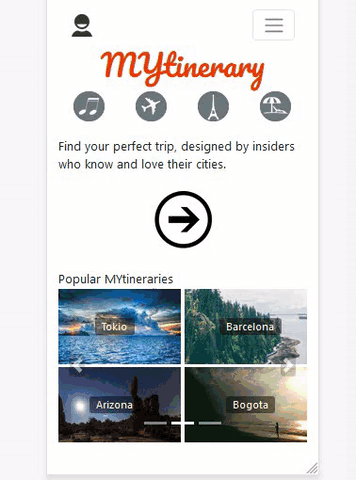 MYtinerary
Find your perfect trip, designed by insiders
who know and love their cities.
Popular MYtineraries
Tokio
Barcelona
Arizona
Bogota